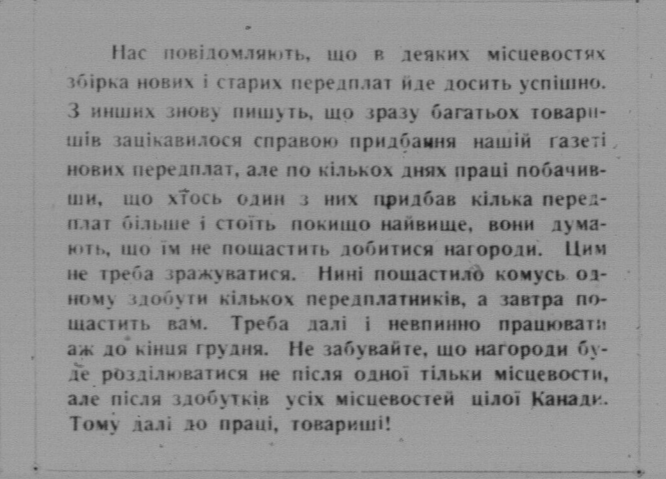 Нас повідомляють, що в деяких місцевостях
збірка нових і старих передплат йде досить успішно.
З инших знову пишуть, що зразу багатьох товари-
шів зацікавилося справою придбання нашій газеті
нових передплат, але по кількох днях праці побачив-
ши, що хтось один з них придбав кілька перед-
плат більше і стоїть покищо найвище, вони дума-
ють, що їм не пощастить добитися нагороди. Цим
не треба зражуватися. Нині пощастило комусь од-
ному здобути кількох передплатників, а завтра по-
щастить вам. Треба далі і невпинно працювати
аж до кінця грудня. Не забувайте, що нагороди бу-
де розділюватися не після одної тільки місцевости,
але після здобутків усіх місцевостей цілої Канади.
Тому далі до праці, товариші!